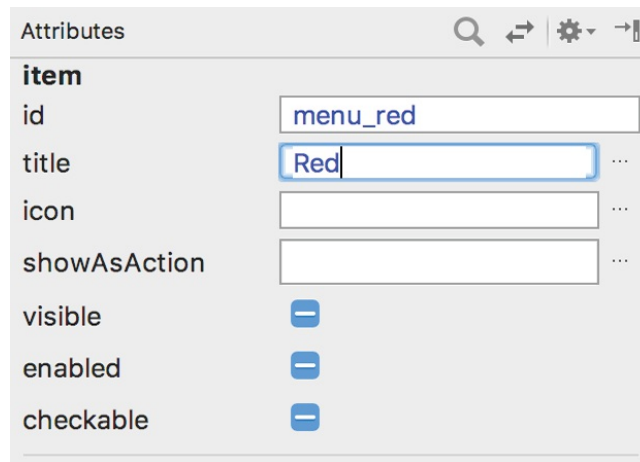 Attributes
item
id menu_red
title Red ...
icon ...
showAsAction ...
visible
enabled
checkable